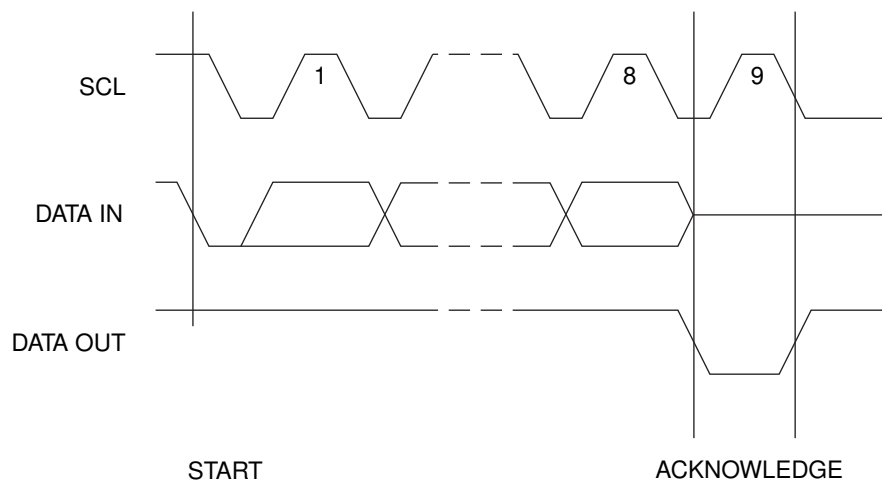 SCL
1
8
9
DATA IN
DATA OUT
START
ACKNOWLEDGE